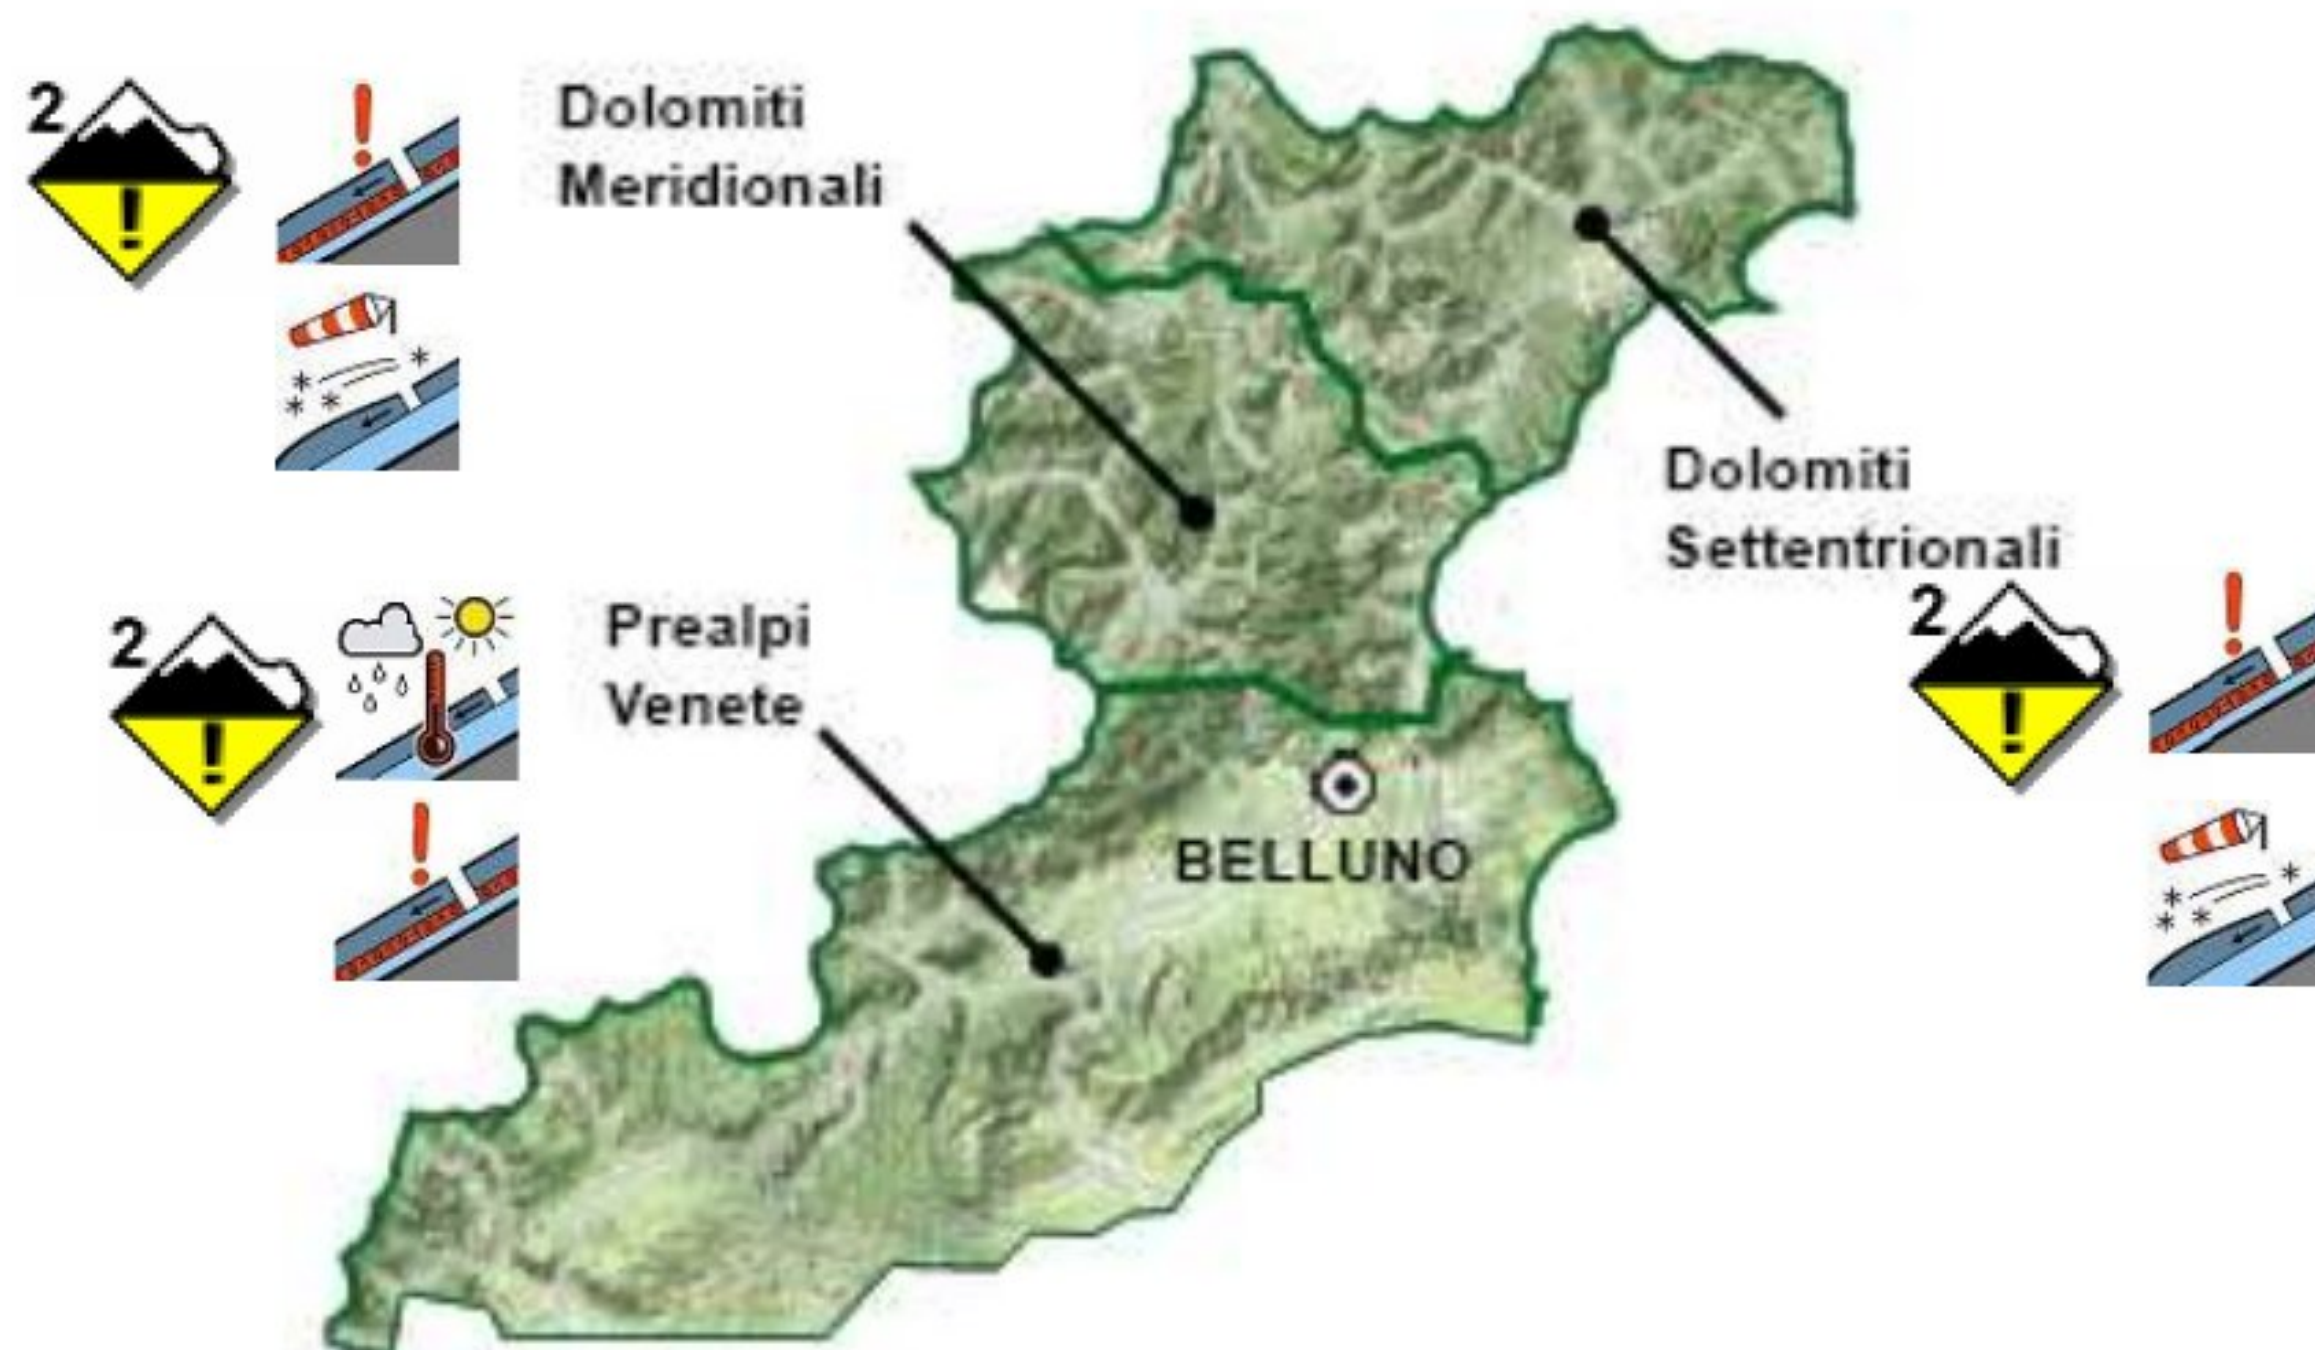 2
!
Dolomiti
Meridionali
Dolomiti
Settentrionali
2
!
Prealpi
Venete
2
!
BELLUNO